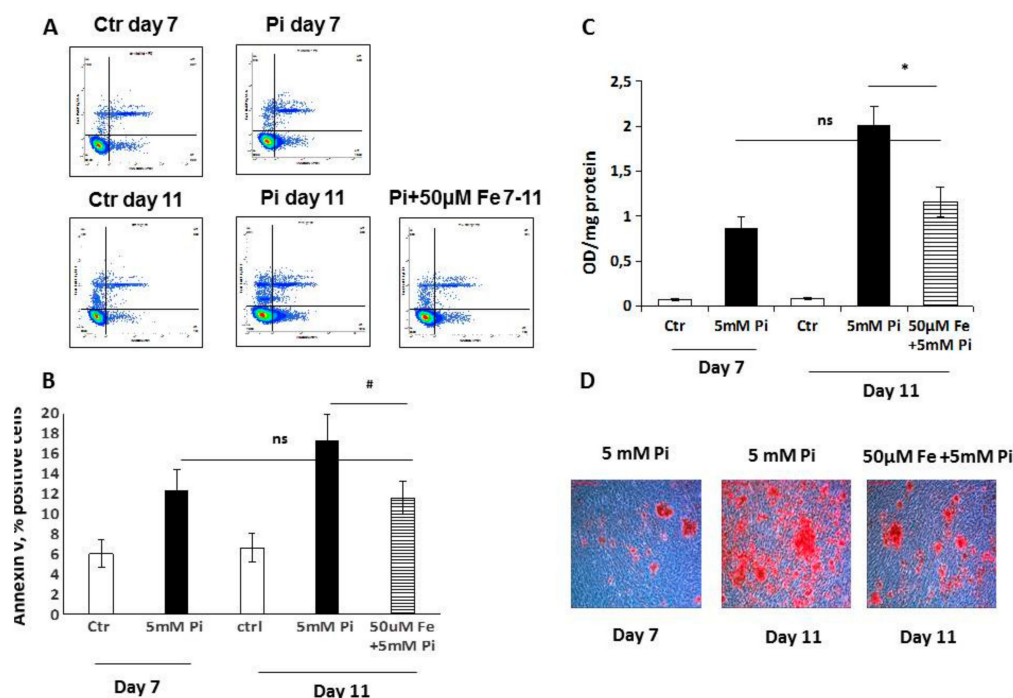 A
Ctr day 7
Pi day 7
Ctr day 11
Pi day 11
Pi+50µM Fe 7-11
B
Annexin V, % positive cells
20
18
16
14
12
10
8
6
4
2
0
ns
#
Ctr
5mM Pi
ctrl
5mM Pi
50uM Fe
+5mM Pi
Day 7
Day 11
C
OD/mg protein
2,5
2
1,5
1
0,5
0
ns
*
Ctr
5mM Pi
Ctr
5mM Pi
50µM Fe
+5mM Pi
Day 7
Day 11
D
5 mM Pi
5 mM Pi
50µM Fe +5mM Pi
Day 7
Day 11
Day 11